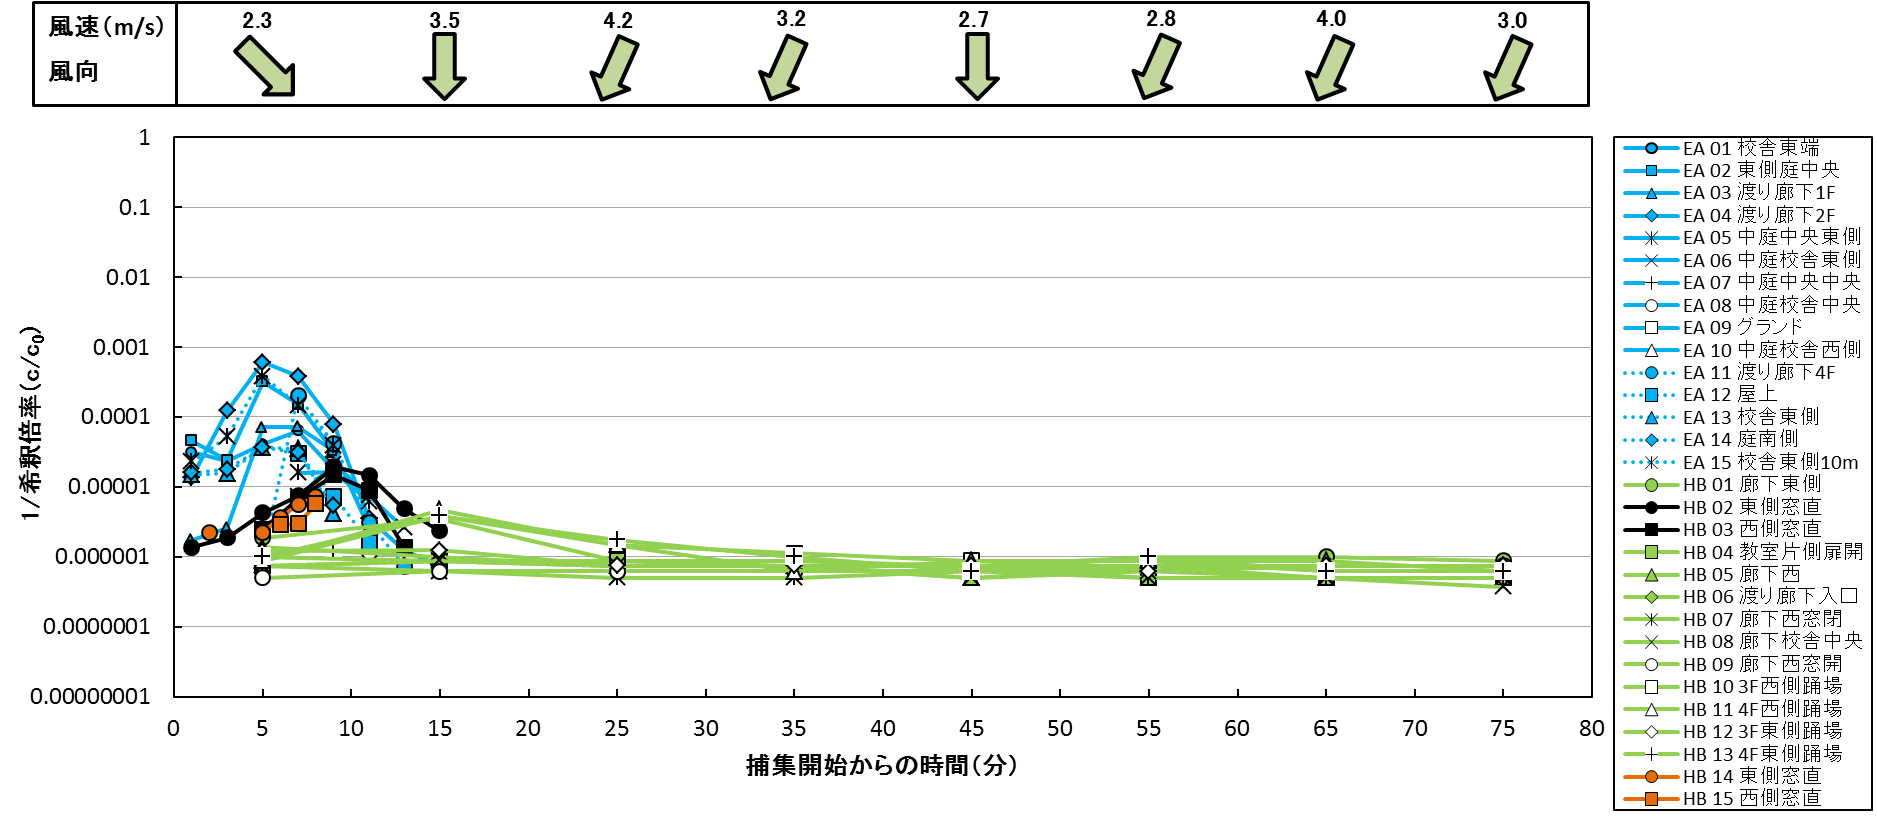 風速（m/s） 2.3 3.5 4.2 3.2 2.7 2.8 4.0 3.0
風向
1
0.1
0.01
0.001
0.0001
0.00001
0.000001
0.0000001
0.00000001
1/希釈倍率（c/c0）
0 5 10 15 20 25 30 35 40 45 50 55 60 65 70 75 80
捕集開始からの時間（分）
EA 01 校舎東端
EA 02 東側庭中央
EA 03 渡り廊下1F
EA 04 渡り廊下2F
EA 05 中庭中央東側
EA 06 中庭校舎東側
EA 07 中庭中央中央
EA 08 中庭校舎中央
EA 09 グランド
EA 10 中庭校舎西側
EA 11 渡り廊下4F
EA 12 屋上
EA 13 校舎東側
EA 14 庭南側
EA 15 校舎東側10m
HB 01 廊下東側
HB 02 東側窓直
HB 03 西側窓直
HB 04 教室片側扉開
HB 05 廊下西
HB 06 渡り廊下入口
HB 07 廊下西窓閉
HB 08 廊下校舎中央
HB 09 廊下西窓開
HB 10 3F西側踊場
HB 11 4F西側踊場
HB 12 3F東側踊場
HB 13 4F東側踊場
HB 14 東側窓直
HB 15 西側窓直